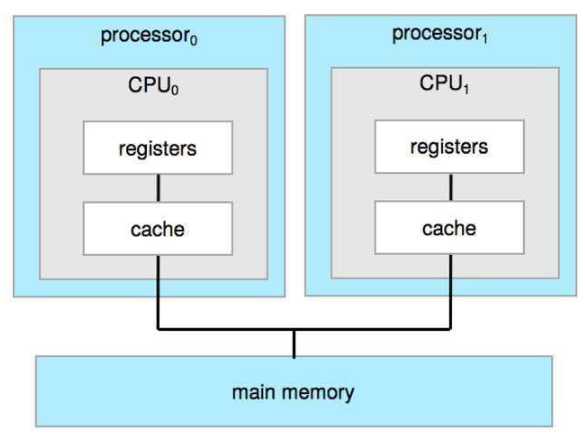 processor₀
CPU₀
registers
cache
processor₁
CPU₁
registers
cache
main memory